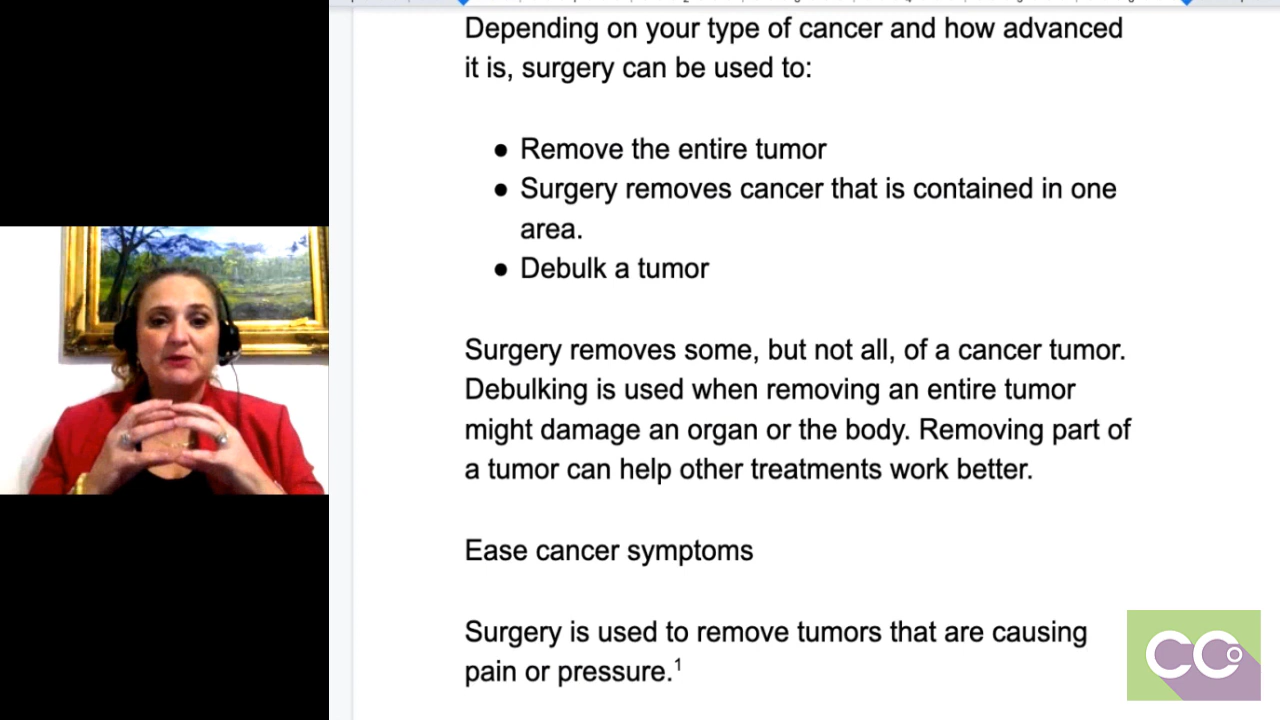 Depending on your type of cancer and how advanced
it is, surgery can be used to:
● Remove the entire tumor
● Surgery removes cancer that is contained in one
area.
● Debulk a tumor
Surgery removes some, but not all, of a cancer tumor.
Debulking is used when removing an entire tumor
might damage an organ or the body. Removing part of
a tumor can help other treatments work better.
Ease cancer symptoms
Surgery is used to remove tumors that are causing
pain or pressure.¹
CCo